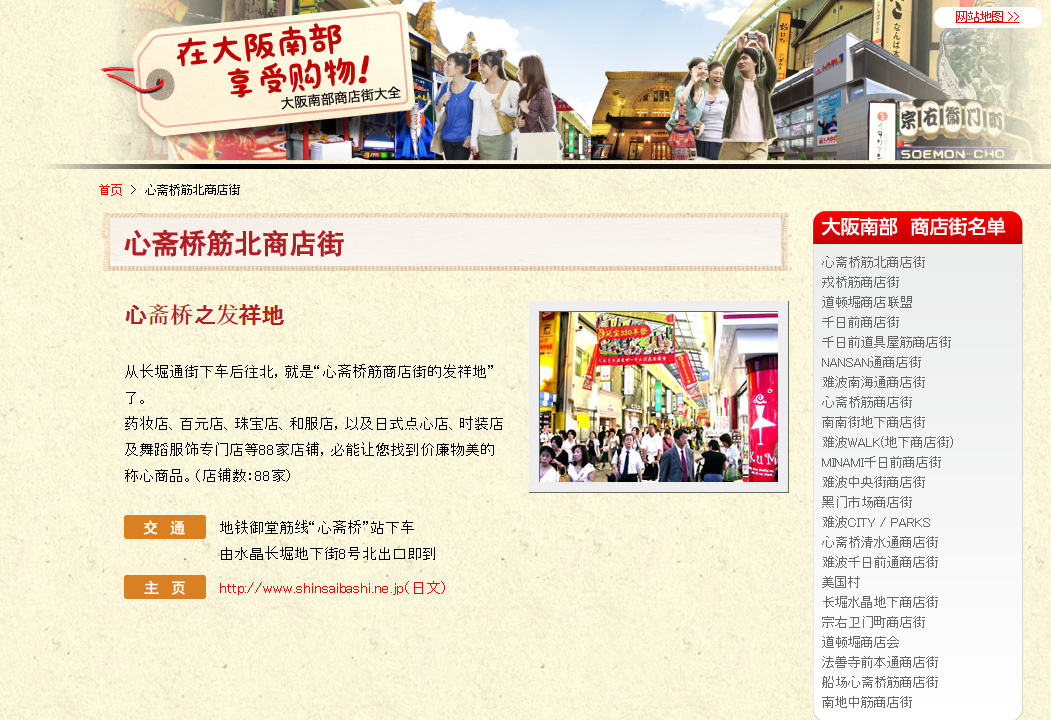 在大阪南部
享受购物!
大阪南部商店街大全
网站地图 >>
宗右衛门町
SOEMON-CHO
首页 > 心斋桥筋北商店街
心斋桥筋北商店街
心斋桥之发祥地
从长堀通街下车后往北, 就是“心斋桥筋商店街的发祥地”
了。
药妆店、百元店、珠宝店、和服店, 以及日式点心店、时装店
及舞蹈服饰专门店等88家店铺, 必能让您找到价廉物美的
称心商品。(店铺数:88家)
交 通
地铁御堂筋线“心斋桥”站下车
由水晶长堀地下街8号北出口即到
主 页
http://www.shinsaibashi.ne.jp(日文)
大阪南部 商店街名单
心斋桥筋北商店街
戎桥筋商店街
道顿堀商店联盟
千日前商店街
千日前道具屋筋商店街
NANSAN通商店街
难波南海通商店街
心斋桥筋商店街
南南街地下商店街
难波WALK(地下商店街)
MINAMI千日前商店街
难波中央街商店街
黑门市场商店街
难波CITY / PARKS
心斋桥清水通商店街
难波千日前通商店街
美国村
长堀水晶地下商店街
宗右卫门町商店街
道顿堀商店会
法善寺前本通商店街
船场心斋桥筋商店街
南地中筋商店街